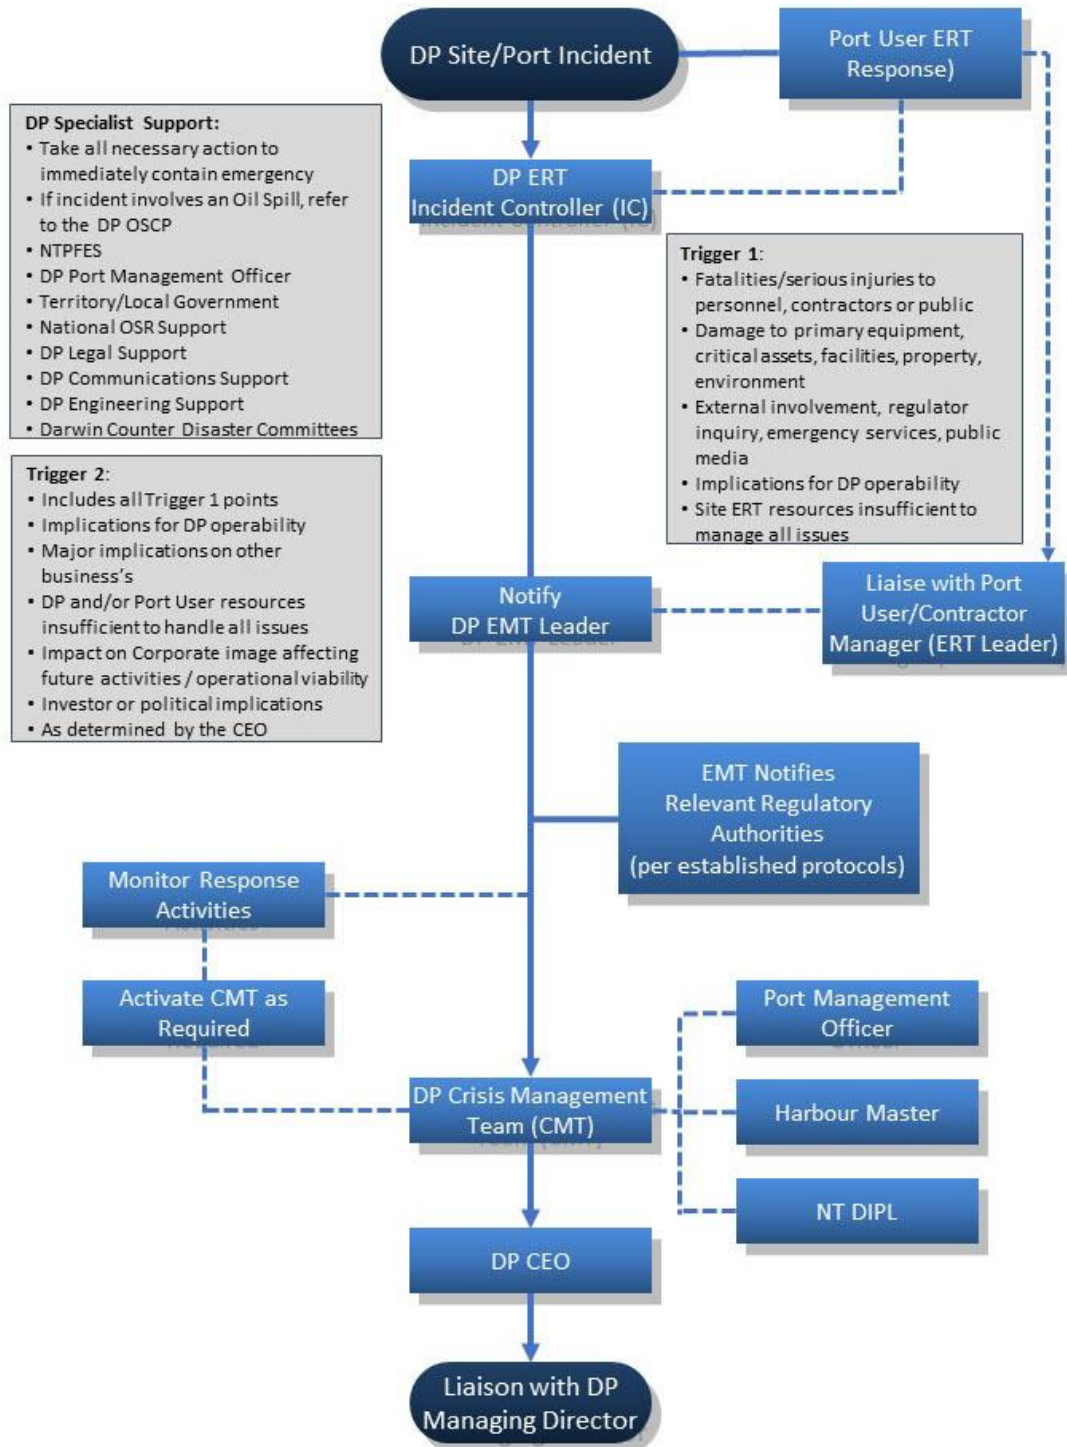 DP Site/Port Incident
Port User ERT
Response)
DP Specialist Support:
• Take all necessary action to
immediately contain emergency
• If incident involves an Oil Spill, refer
to the DP OSCP
• NTPFES
• DP Port Management Officer
• Territory/Local Government
• National OSR Support
• DP Legal Support
• DP Communications Support
• DP Engineering Support
• Darwin Counter Disaster Committees
DP ERT
Incident Controller (IC)
Trigger 1:
• Fatalities/serious injuries to
personnel, contractors or public
• Damage to primary equipment,
critical assets, facilities, property,
environment
• External involvement, regulator
inquiry, emergency services, public
media
• Implications for DP operability
• Site ERT resources insufficient to
manage all issues
Trigger 2:
• Includes all Trigger 1 points
• Implications for DP operability
• Major implications on other
business's
• DP and/or Port User resources
insufficient to handle all issues
• Impact on Corporate image affecting
future activities / operational viability
• Investor or political implications
• As determined by the CEO
Notify
DP EMT Leader
Liaise with Port
User/Contractor
Manager (ERT Leader)
EMT Notifies
Relevant Regulatory
Authorities
(per established protocols)
Monitor Response
Activities
Activate CMT as
Required
Port Management
Officer
DP Crisis Management
Team (CMT)
Harbour Master
NT DIPL
DP CEO
Liaison with DP
Managing Director